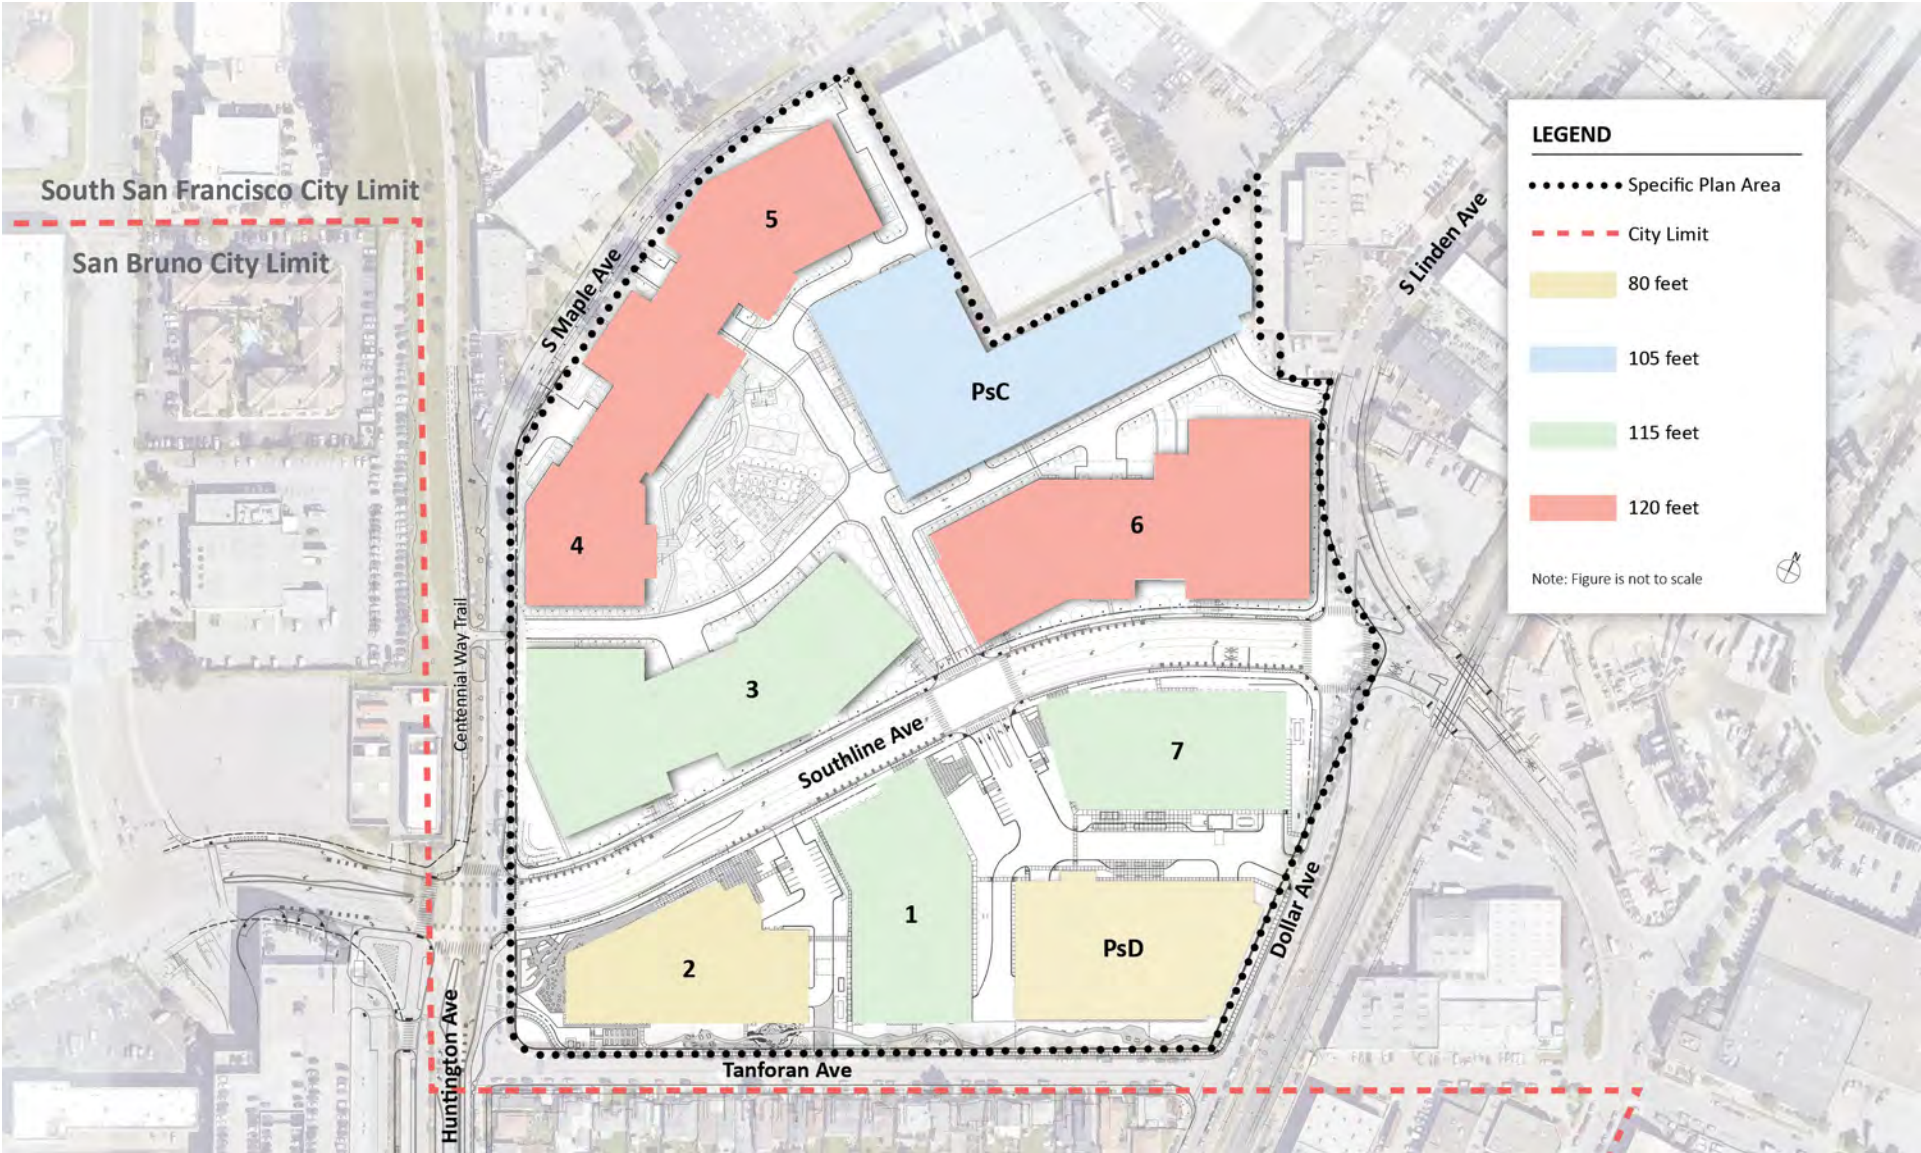 South San Francisco City Limit
San Bruno City Limit
S Maple Ave
S Linden Ave
Centennial Way Trail
Southline Ave
Dollar Ave
Huntington Ave
Tanforan Ave
5
PsC
4
6
3
7
1
2
PsD
LEGEND
Specific Plan Area
City Limit
80 feet
105 feet
115 feet
120 feet
Note: Figure is not to scale
N